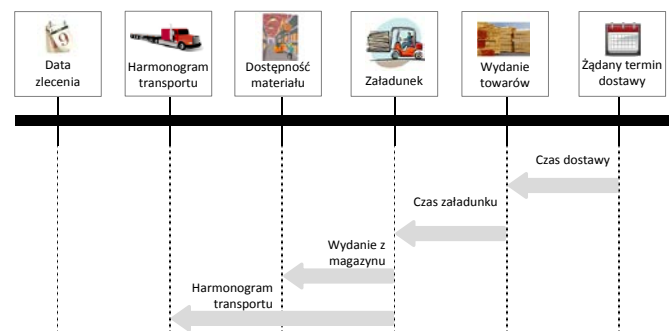 Data
zlecenia
Harmonogram
transportu
Dostępność
materiału
Załadunek
Wydanie
towarów
Żądany termin
dostawy
Czas dostawy
Czas załadunku
Wydanie z
magazynu
Harmonogram
transportu